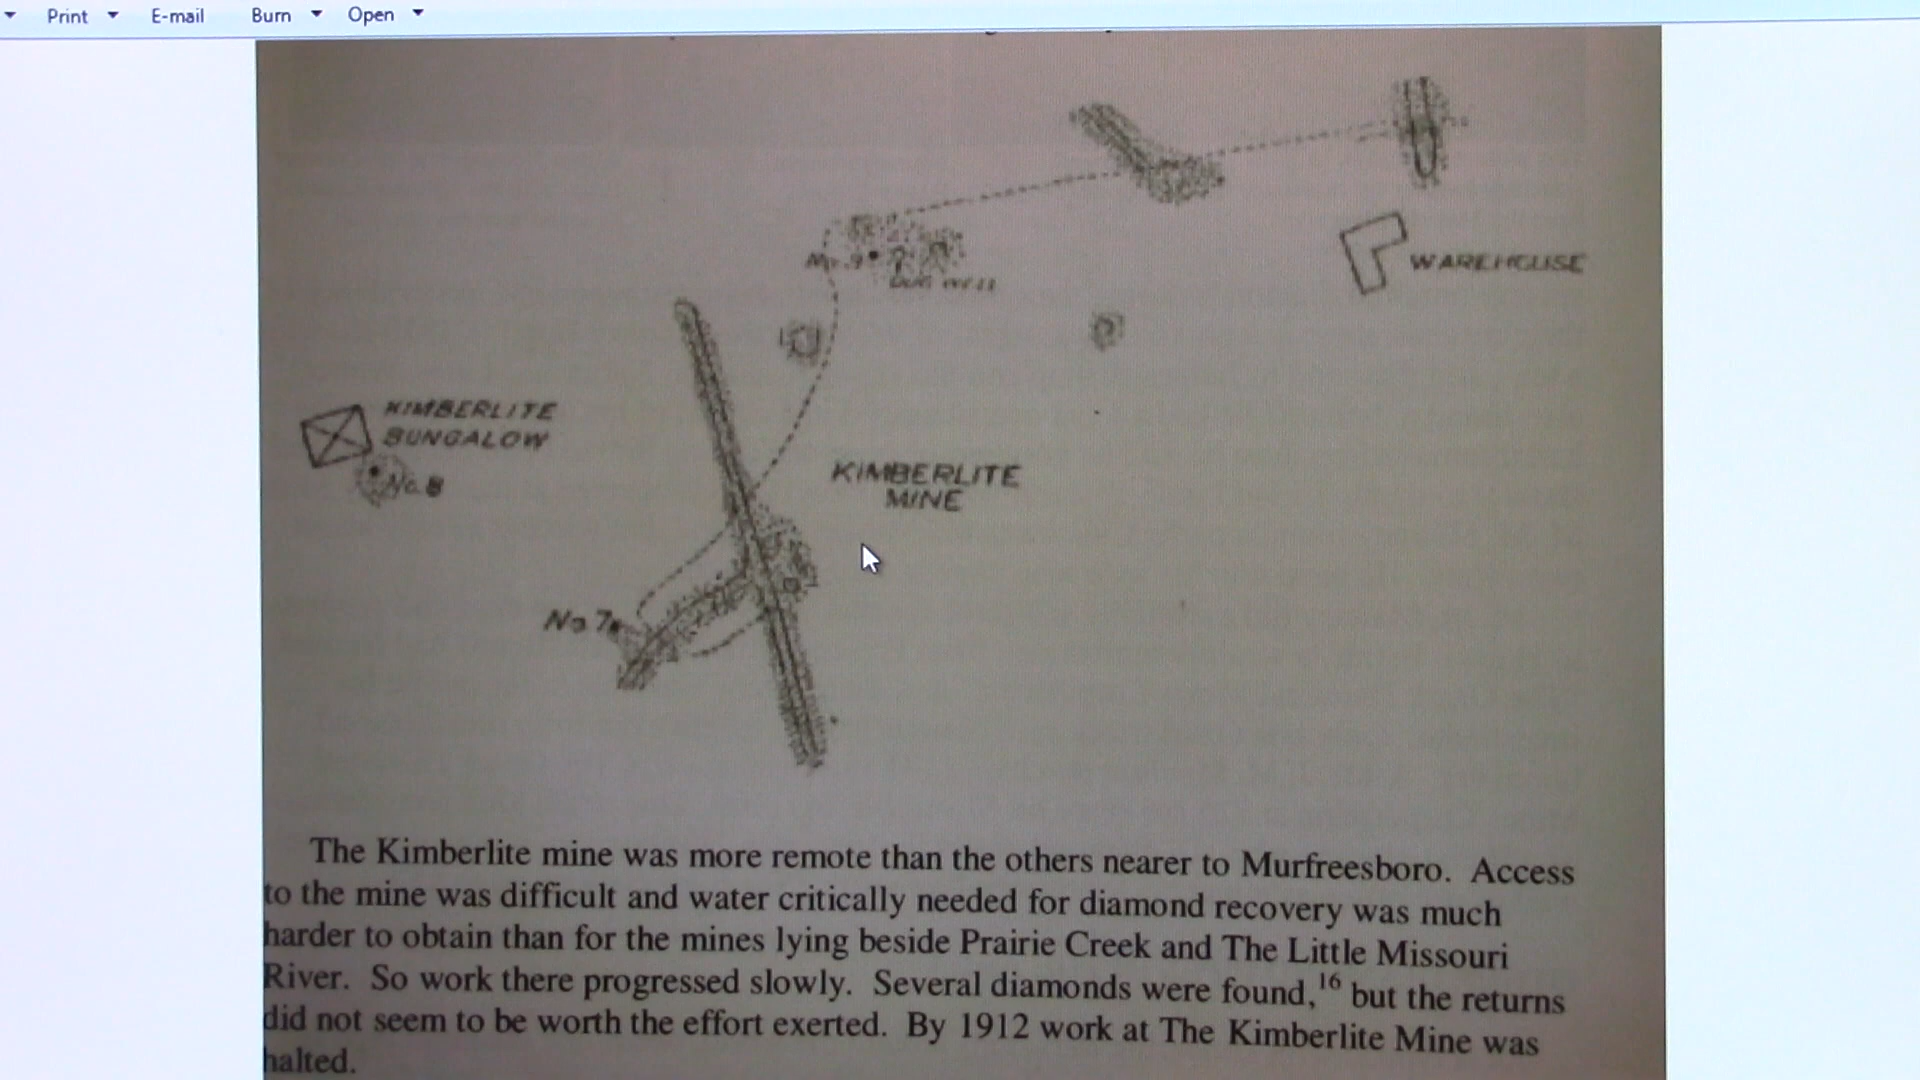 Print
E-mail
Burn
Open
No. 9
DUG WELL
WAREHOUSE
KIMBERLITE
BUNGALOW
No. 8
KIMBERLITE
MINE
No 7
The Kimberlite mine was more remote than the others nearer to Murfreesboro. Access
to the mine was difficult and water critically needed for diamond recovery was much
harder to obtain than for the mines lying beside Prairie Creek and The Little Missouri
River. So work there progressed slowly. Several diamonds were found,16 but the returns
did not seem to be worth the effort exerted. By 1912 work at The Kimberlite Mine was
halted.